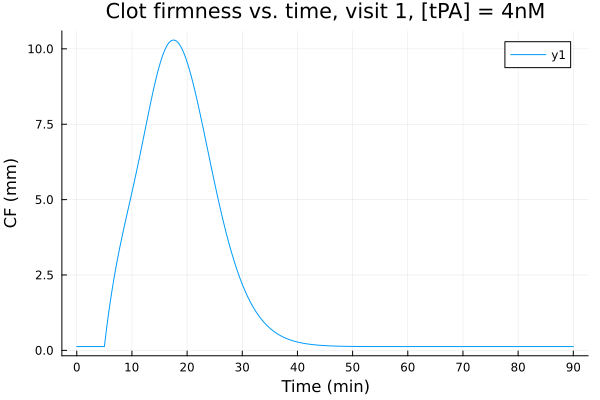 Clot firmness vs. time, visit 1, [tPA] = 4nM
y1
CF (mm)
10.0
7.5
5.0
2.5
0.0
0 10 20 30 40 50 60 70 80 90
Time (min)